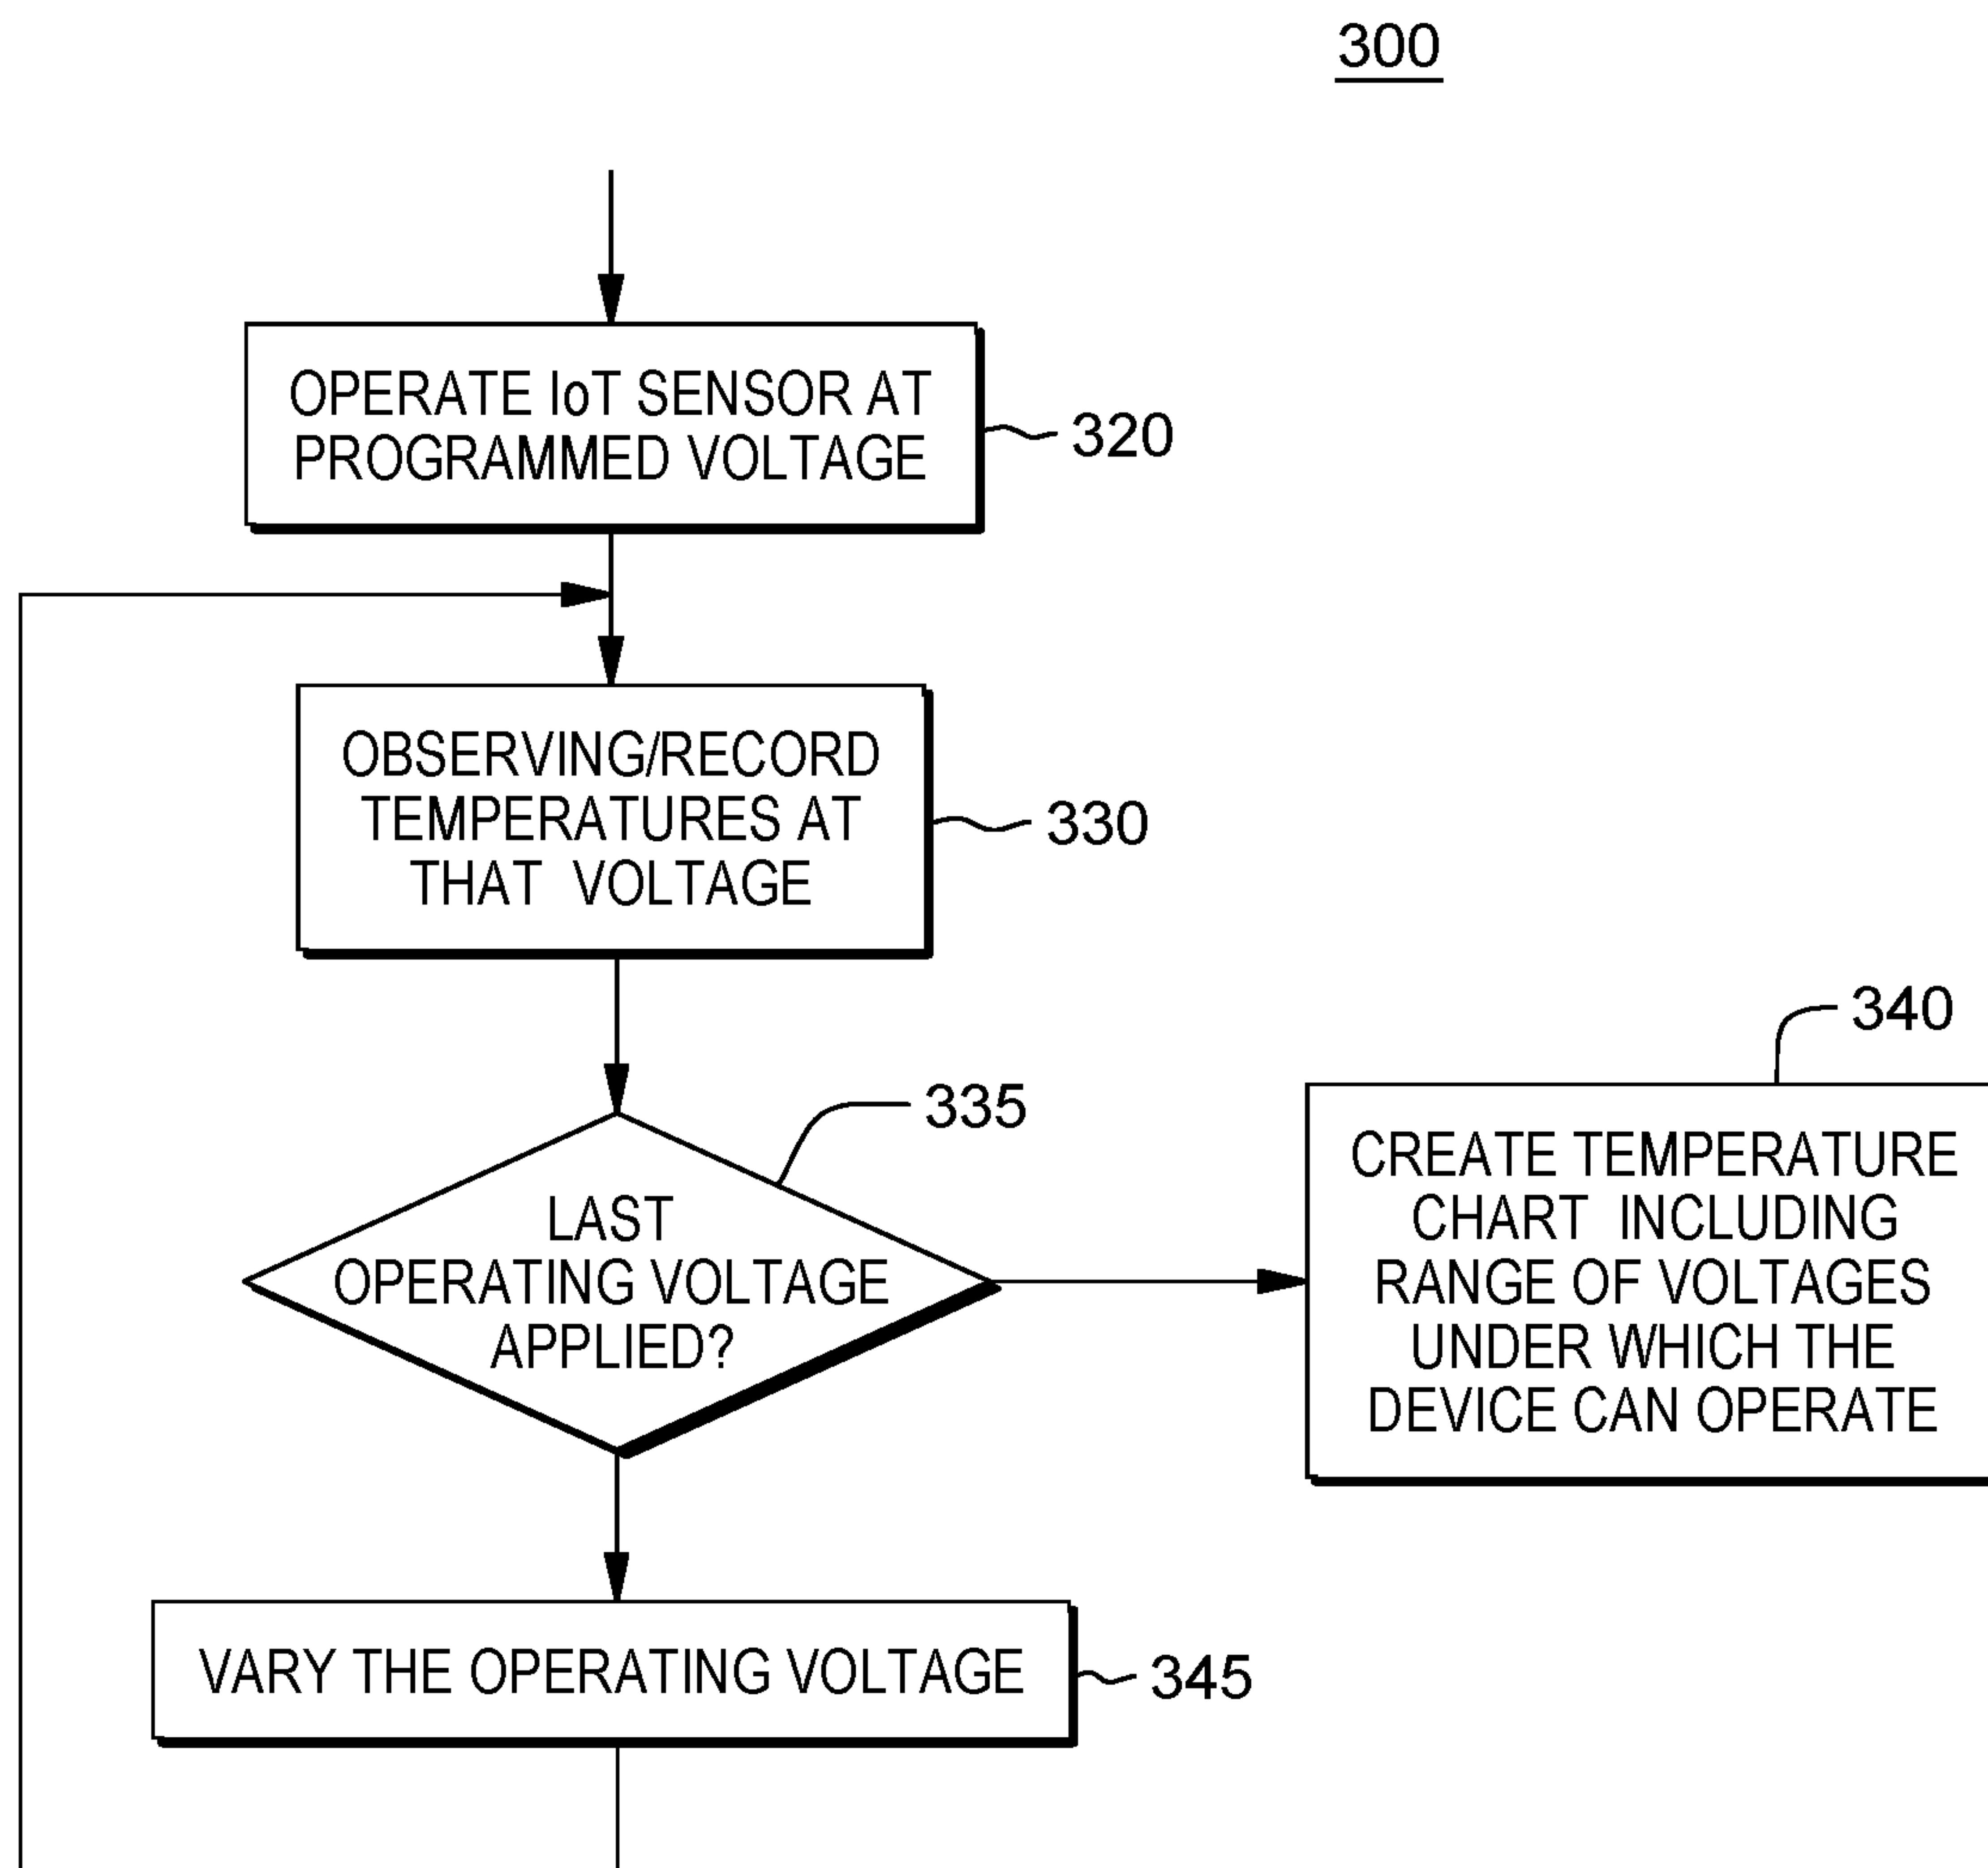 300
OPERATE IoT SENSOR AT
PROGRAMMED VOLTAGE
320
OBSERVING/RECORD
TEMPERATURES AT
THAT VOLTAGE
330
335
LAST
OPERATING VOLTAGE
APPLIED?
340
CREATE TEMPERATURE
CHART INCLUDING
RANGE OF VOLTAGES
UNDER WHICH THE
DEVICE CAN OPERATE
VARY THE OPERATING VOLTAGE
345